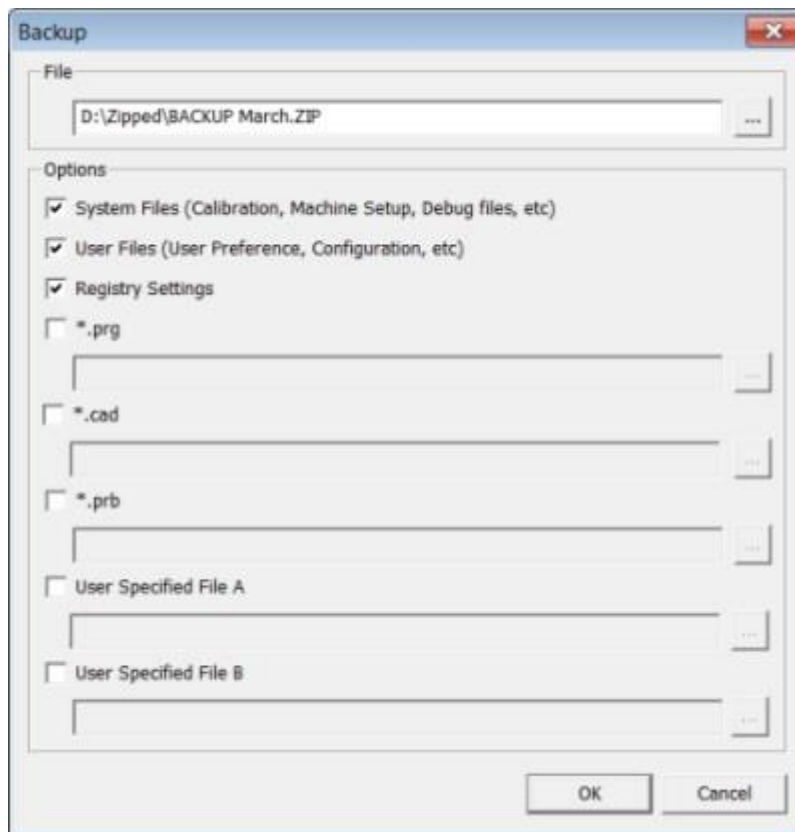 Backup
File
D:\Zipped\BACKUP March.ZIP
...
Options
System Files (Calibration, Machine Setup, Debug files, etc)
User Files (User Preference, Configuration, etc)
Registry Settings
*.prg
...
*.cad
...
*.prb
...
User Specified File A
...
User Specified File B
...
OK Cancel